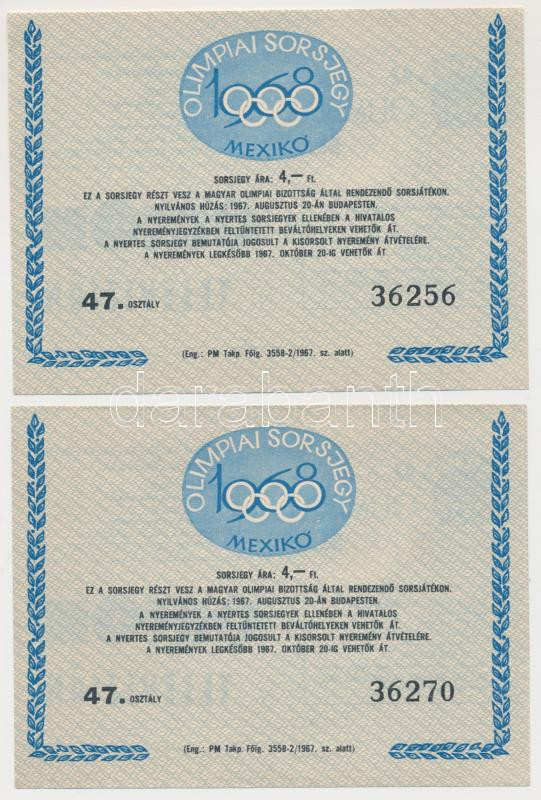 OLIMPIAI SORSJEGY
1968
MEXIKÓ
SORSJEGY ÁRA: 4,— Ft.
EZ A SORSJEGY RÉSZT VESZ A MAGYAR OLIMPIAI BIZOTTSÁG ÁLTAL RENDEZENDŐ SORSJÁTÉKON.
NYILVÁNOS HÚZÁS: 1967. AUGUSZTUS 20-ÁN BUDAPESTEN.
A NYEREMÉNYEK A NYERTES SORSJEGYEK ELLENÉBEN A HIVATALOS
NYEREMÉNYJEGYZÉKBEN FELTÜNTETETT BEVÁLTÓHELYEKEN VEHETŐK ÁT.
A NYERTES SORSJEGY BEMUTATÓJA JOGOSULT A KISORSOLT NYEREMÉNY ÁTVÉTELÉRE.
A NYEREMÉNYEK LEGKÉSŐBB 1967. OKTÓBER 20-IG VEHETŐK ÁT.
47. OSZTÁLY 36256
(Eng.: PM Takp. Főig. 3558-2/1967. sz. alatt)
darabanth
OLIMPIAI SORSJEGY
1968
MEXIKÓ
SORSJEGY ÁRA: 4,— Ft.
EZ A SORSJEGY RÉSZT VESZ A MAGYAR OLIMPIAI BIZOTTSÁG ÁLTAL RENDEZENDŐ SORSJÁTÉKON.
NYILVÁNOS HÚZÁS: 1967. AUGUSZTUS 20-ÁN BUDAPESTEN.
A NYEREMÉNYEK A NYERTES SORSJEGYEK ELLENÉBEN A HIVATALOS
NYEREMÉNYJEGYZÉKBEN FELTÜNTETETT BEVÁLTÓHELYEKEN VEHETŐK ÁT.
A NYERTES SORSJEGY BEMUTATÓJA JOGOSULT A KISORSOLT NYEREMÉNY ÁTVÉTELÉRE.
A NYEREMÉNYEK LEGKÉSŐBB 1967. OKTÓBER 20-IG VEHETŐK ÁT.
47. OSZTÁLY 36270
(Eng.: PM Takp. Főig. 3558-2/1967. sz. alatt)